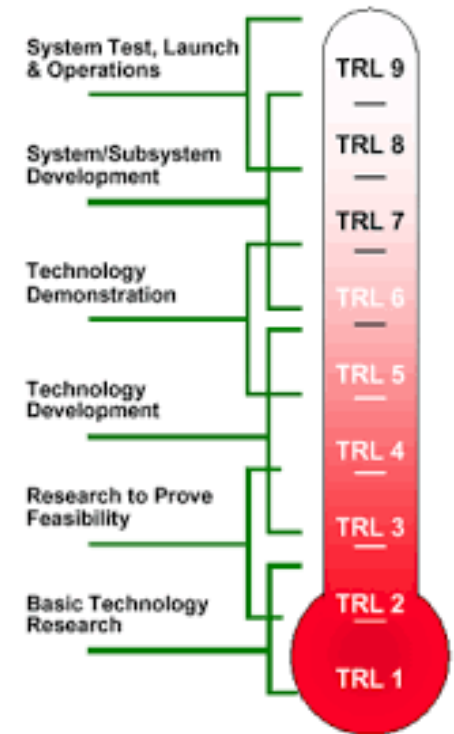 System Test, Launch
& Operations
System/Subsystem
Development
Technology
Demonstration
Technology
Development
Research to Prove
Feasibility
Basic Technology
Research
TRL 9
TRL 8
TRL 7
TRL 6
TRL 5
TRL 4
TRL 3
TRL 2
TRL 1